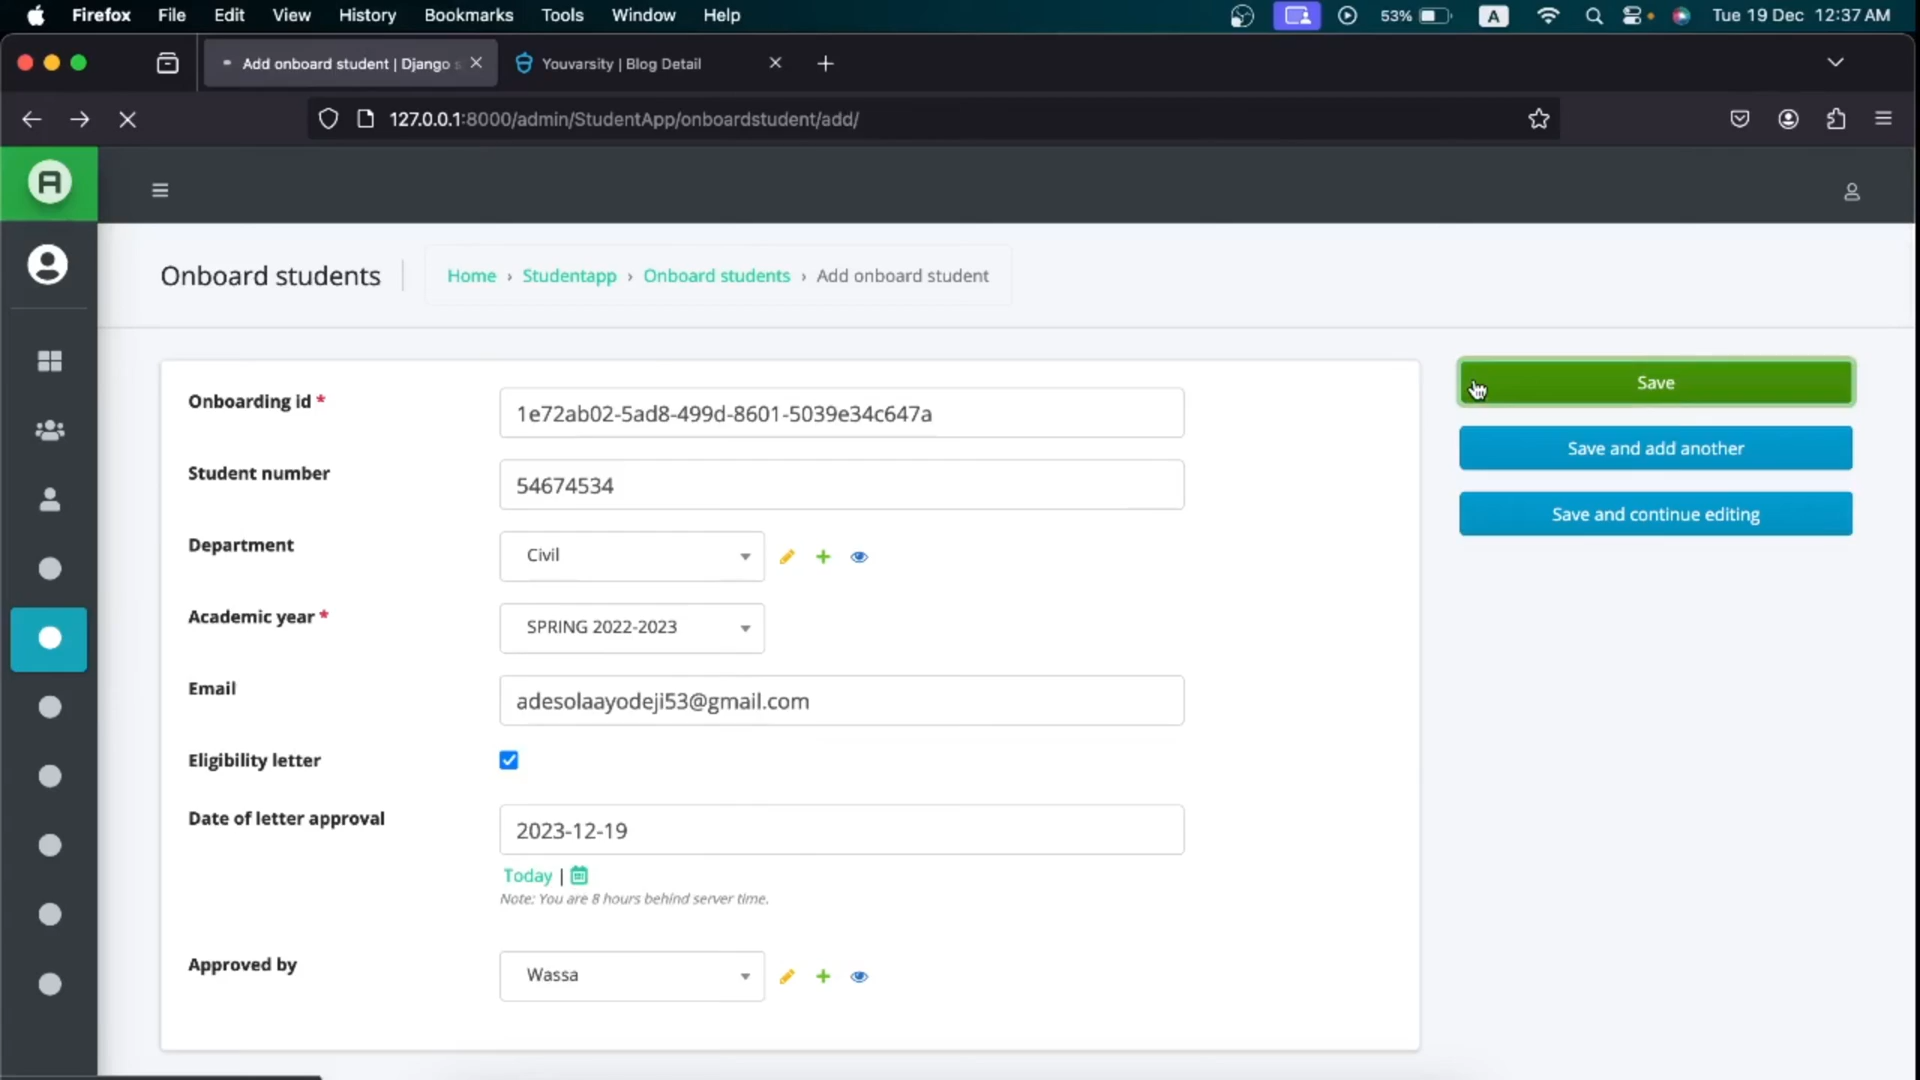 Firefox File Edit View History Bookmarks Tools Window Help 53% A Tue 19 Dec 12:37 AM
Add onboard student | Django s Youvarsity | Blog Detail
127.0.0.1:8000/admin/StudentApp/onboardstudent/add/
Onboard students Home › Studentapp › Onboard students › Add onboard student
Onboarding id * 1e72ab02-5ad8-499d-8601-5039e34c647a Save
Student number 54674534 Save and add another
Department Civil Save and continue editing
Academic year * SPRING 2022-2023
Email adesolaayodeji53@gmail.com
Eligibility letter
Date of letter approval 2023-12-19
Today |
Note: You are 8 hours behind server time.
Approved by Wassa